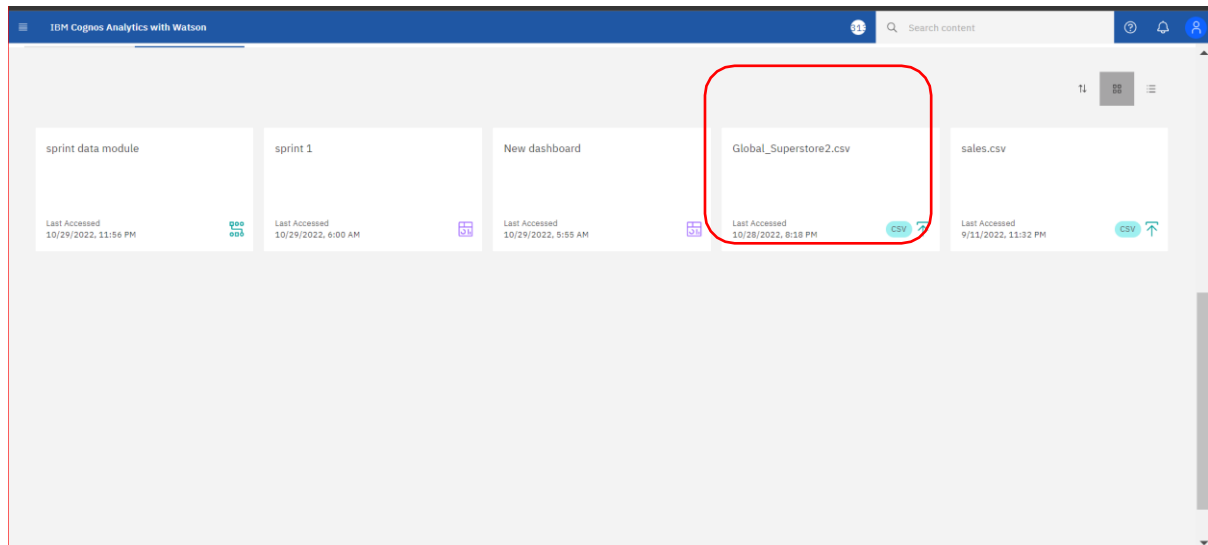 IBM Cognos Analytics with Watson
Search content
sprint data module
Last Accessed
10/29/2022, 11:56 PM
sprint 1
Last Accessed
10/29/2022, 6:00 AM
New dashboard
Last Accessed
10/29/2022, 5:55 AM
Global_Superstore2.csv
Last Accessed
10/28/2022, 8:18 PM
CSV
sales.csv
Last Accessed
9/11/2022, 11:32 PM
CSV